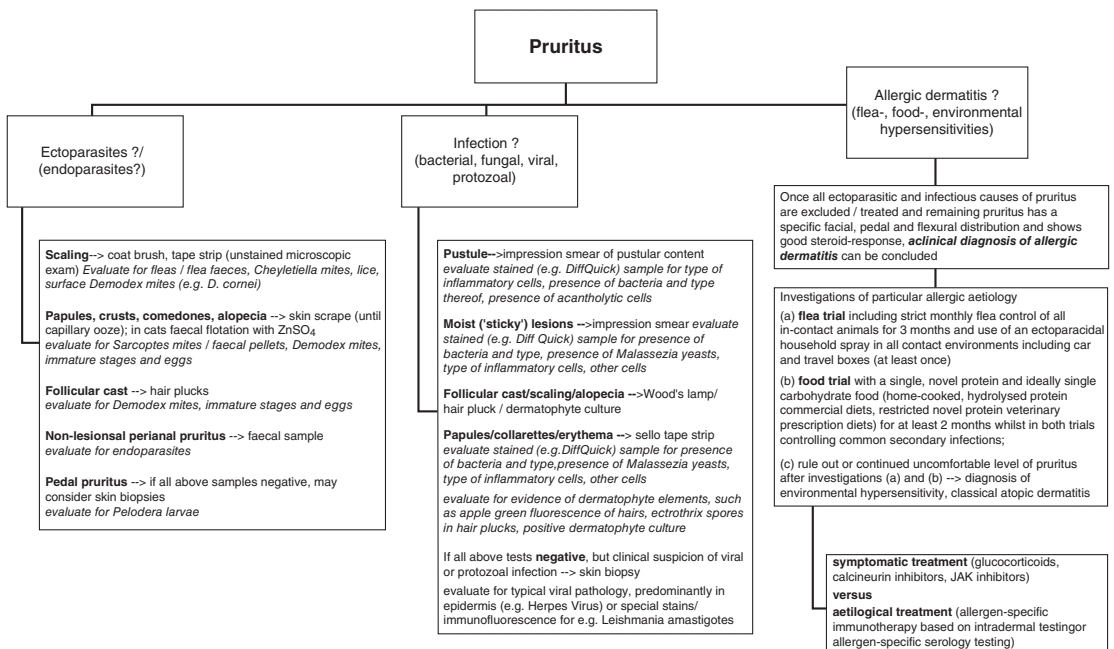 Pruritus
Ectoparasites ?/
(endoparasites?)
Scaling--> coat brush, tape strip (unstained microscopic
exam) Evaluate for fleas / flea faeces, Cheyletiella mites, lice,
surface Demodex mites (e.g. D. cornei)
Papules, crusts, comedones, alopecia --> skin scrape (until
capillary ooze); in cats faecal flotation with ZnSO₄
evaluate for Sarcoptes mites / faecal pellets, Demodex mites,
immature stages and eggs
Follicular cast --> hair plucks
evaluate for Demodex mites, immature stages and eggs
Non-lesionsal perianal pruritus --> faecal sample
evaluate for endoparasites
Pedal pruritus --> if all above samples negative, may
consider skin biopsies
evaluate for Pelodera larvae
Infection ?
(bacterial, fungal, viral,
protozoal)
Pustule-->impression smear of pustular content
evaluate stained (e.g. DiffQuick) sample for type of
inflammatory cells, presence of bacteria and type
thereof, presence of acantholytic cells
Moist ('sticky') lesions -->impression smear evaluate
stained (e.g. Diff Quick) sample for presence of
bacteria and type, presence of Malassezia yeasts,
type of inflammatory cells, other cells
Follicular cast/scaling/alopecia -->Wood's lamp/
hair pluck / dermatophyte culture
Papules/collarettes/erythema --> sello tape strip
evaluate stained (e.g.DiffQuick) sample for presence
of bacteria and type,presence of Malassezia yeasts,
type of inflammatory cells, other cells
evaluate for evidence of dermatophyte elements, such
as apple green fluorescence of hairs, ectrothrix spores
in hair plucks, positive dermatophyte culture
If all above tests negative, but clinical suspicion of viral
or protozoal infection --> skin biopsy
evaluate for typical viral pathology, predominantly in
epidermis (e.g. Herpes Virus) or special stains/
immunofluorescence for e.g. Leishmania amastigotes
Allergic dermatitis ?
(flea-, food-, environmental
hypersensitivities)
Once all ectoparasitic and infectious causes of pruritus
are excluded / treated and remaining pruritus has a
specific facial, pedal and flexural distribution and shows
good steroid-response, aclinical diagnosis of allergic
dermatitis can be concluded
Investigations of particular allergic aetiology
(a) flea trial including strict monthly flea control of all
in-contact animals for 3 months and use of an ectoparacidal
household spray in all contact environments including car
and travel boxes (at least once)
(b) food trial with a single, novel protein and ideally single
carbohydrate food (home-cooked, hydrolysed protein
commercial diets, restricted novel protein veterinary
prescription diets) for at least 2 months whilst in both trials
controlling common secondary infections;
(c) rule out or continued uncomfortable level of pruritus
after investigations (a) and (b) --> diagnosis of
environmental hypersensitivity, classical atopic dermatitis
symptomatic treatment (glucocorticoids,
calcineurin inhibitors, JAK inhibitors)
versus
aetilogical treatment (allergen-specific
immunotherapy based on intradermal testingor
allergen-specific serology testing)